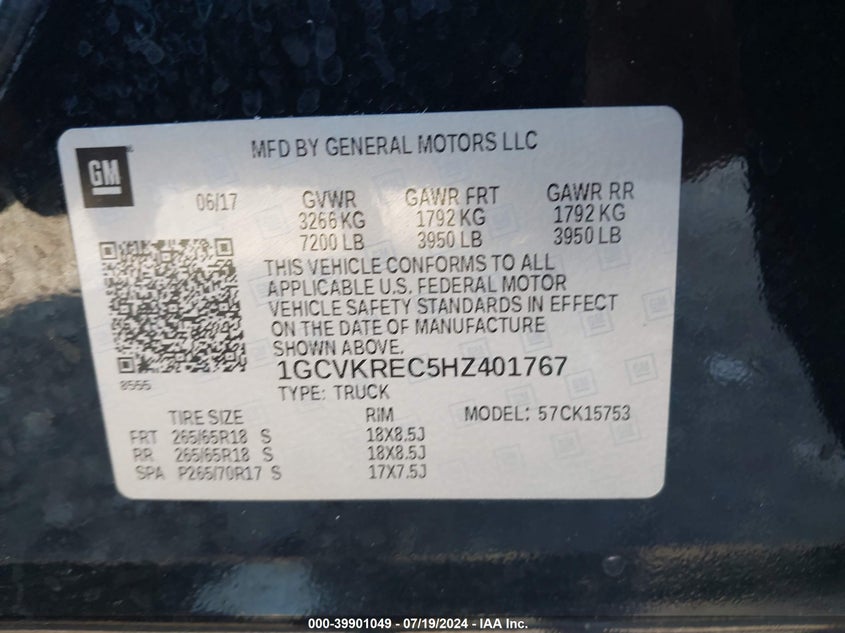 MFD BY GENERAL MOTORS LLC
GM
06/17 GVWR GAWR FRT GAWR RR
3266 KG 1792 KG 1792 KG
7200 LB 3950 LB 3950 LB
THIS VEHICLE CONFORMS TO ALL
APPLICABLE U.S. FEDERAL MOTOR
VEHICLE SAFETY STANDARDS IN EFFECT
ON THE DATE OF MANUFACTURE
SHOWN ABOVE.
1GCVKREC5HZ401767
8555
TYPE: TRUCK
TIRE SIZE RIM MODEL: 57CK15753
FRT 265/65R18 S 18X8.5J
RR 265/65R18 S 18X8.5J
SPA P265/70R17 S 17X7.5J
000-39901049 - 07/19/2024 - IAA Inc.